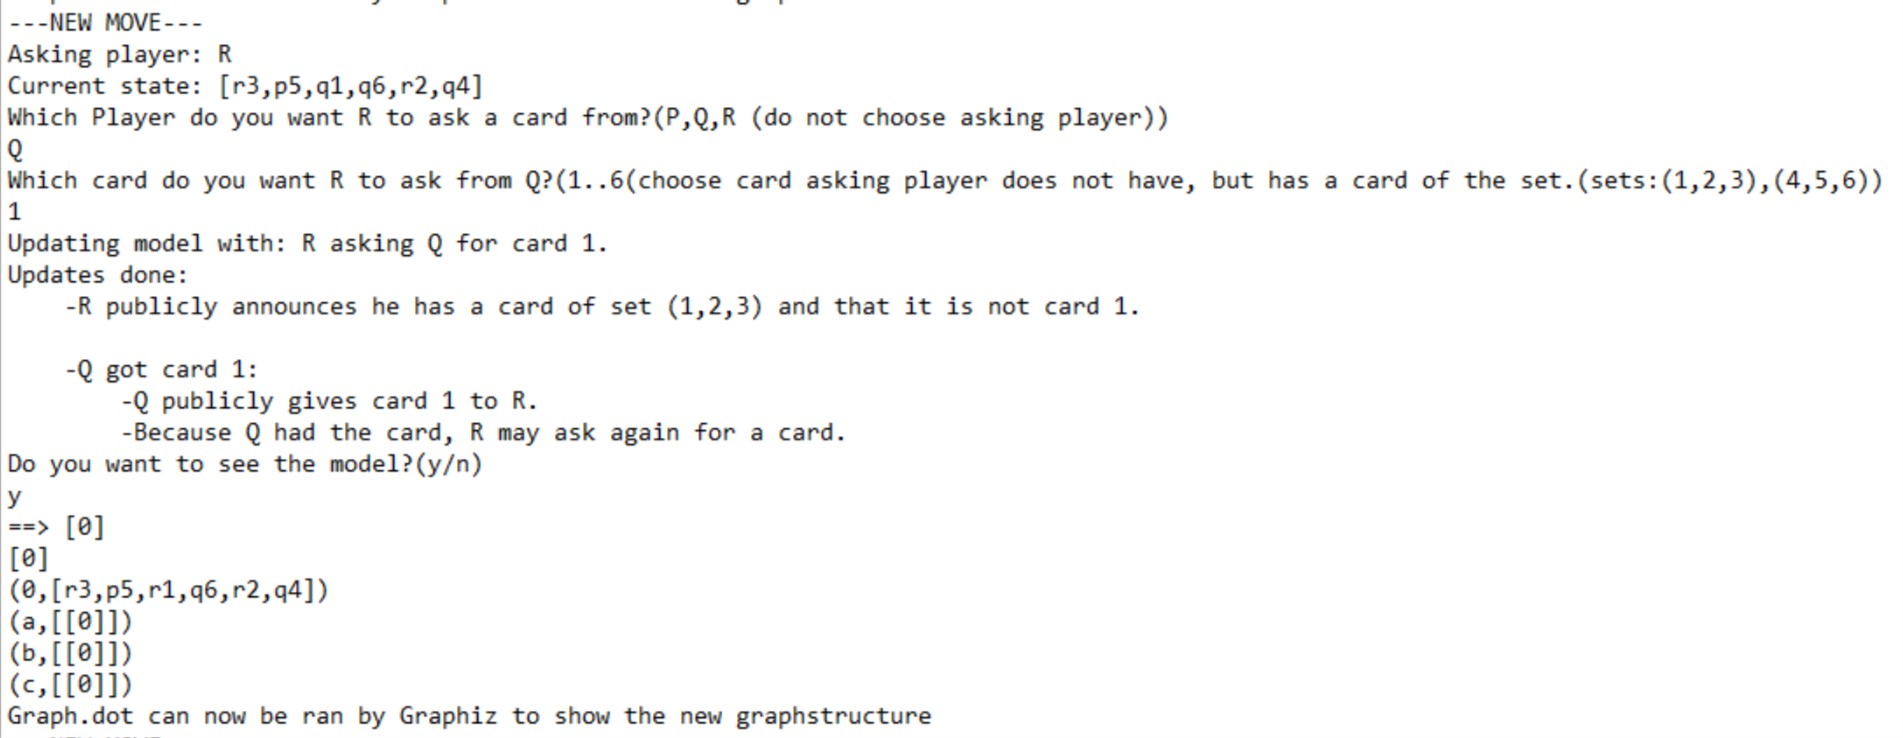 ---NEW MOVE---
Asking player: R
Current state: [r3,p5,q1,q6,r2,q4]
Which Player do you want R to ask a card from?(P,Q,R (do not choose asking player))
Q
Which card do you want R to ask from Q?(1..6(choose card asking player does not have, but has a card of the set.(sets:(1,2,3),(4,5,6))
1
Updating model with: R asking Q for card 1.
Updates done:
-R publicly announces he has a card of set (1,2,3) and that it is not card 1.
-Q got card 1:
-Q publicly gives card 1 to R.
-Because Q had the card, R may ask again for a card.
Do you want to see the model?(y/n)
y
==> [0]
[0]
(0,[r3,p5,r1,q6,r2,q4])
(a,[[0]])
(b,[[0]])
(c,[[0]])
Graph.dot can now be ran by Graphiz to show the new graphstructure